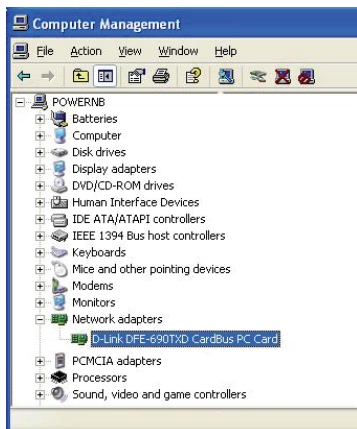 Computer Management
File Action View Window Help
POWERNB
Batteries
Computer
Disk drives
Display adapters
DVD/CD-ROM drives
Human Interface Devices
IDE ATA/ATAPI controllers
IEEE 1394 Bus host controllers
Keyboards
Mice and other pointing devices
Modems
Monitors
Network adapters
D-Link DFE-690TXD CardBus PC Card
PCMCIA adapters
Processors
Sound, video and game controllers